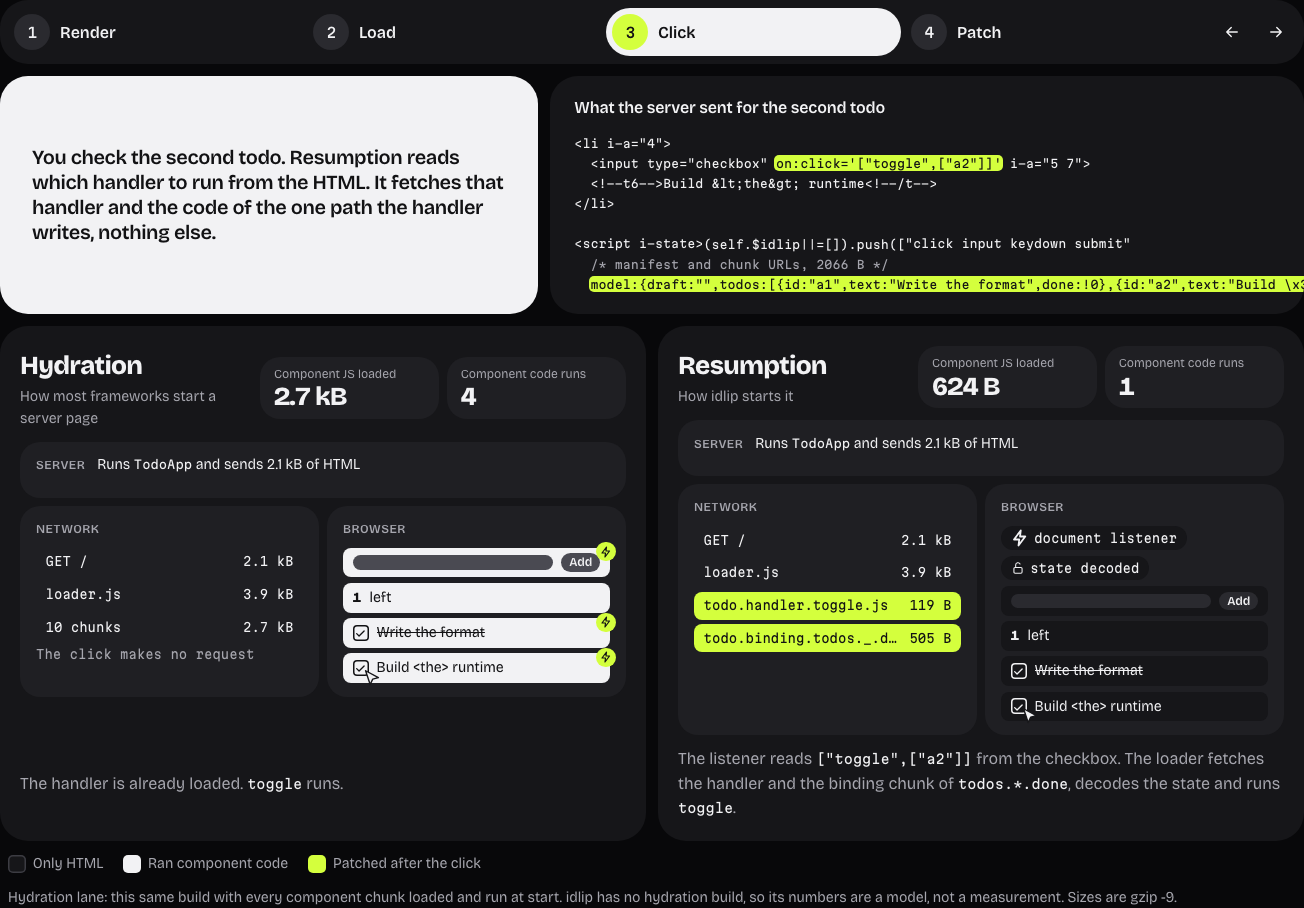 1 Render
2 Load
3 Click
4 Patch
← →
You check the second todo. Resumption reads
which handler to run from the HTML. It fetches that
handler and the code of the one path the handler
writes, nothing else.
What the server sent for the second todo
<li i-a="4">
<input type="checkbox" on:click='["toggle",["a2"]]' i-a="5 7">
<!--t6-->Build &lt;the&gt; runtime<!--/t-->
</li>
<script i-state>(self.$idlip||=[]).push(["click input keydown submit"
/* manifest and chunk URLs, 2066 B */
model:{draft:"",todos:[{id:"a1",text:"Write the format",done:!0},{id:"a2",text:"Build \x3
Hydration
How most frameworks start a
server page
Component JS loaded
2.7 kB
Component code runs
4
SERVER Runs TodoApp and sends 2.1 kB of HTML
NETWORK
GET / 2.1 kB
loader.js 3.9 kB
10 chunks 2.7 kB
The click makes no request
BROWSER
Add
1 left
Write the format
Build <the> runtime
The handler is already loaded. toggle runs.
Resumption
How idlip starts it
Component JS loaded
624 B
Component code runs
1
SERVER Runs TodoApp and sends 2.1 kB of HTML
NETWORK
GET / 2.1 kB
loader.js 3.9 kB
todo.handler.toggle.js 119 B
todo.binding.todos._.d… 505 B
BROWSER
document listener
state decoded
Add
1 left
Write the format
Build <the> runtime
The listener reads ["toggle",["a2"]] from the checkbox. The loader fetches
the handler and the binding chunk of todos.*.done, decodes the state and runs
toggle.
Only HTML Ran component code Patched after the click
Hydration lane: this same build with every component chunk loaded and run at start. idlip has no hydration build, so its numbers are a model, not a measurement. Sizes are gzip -9.